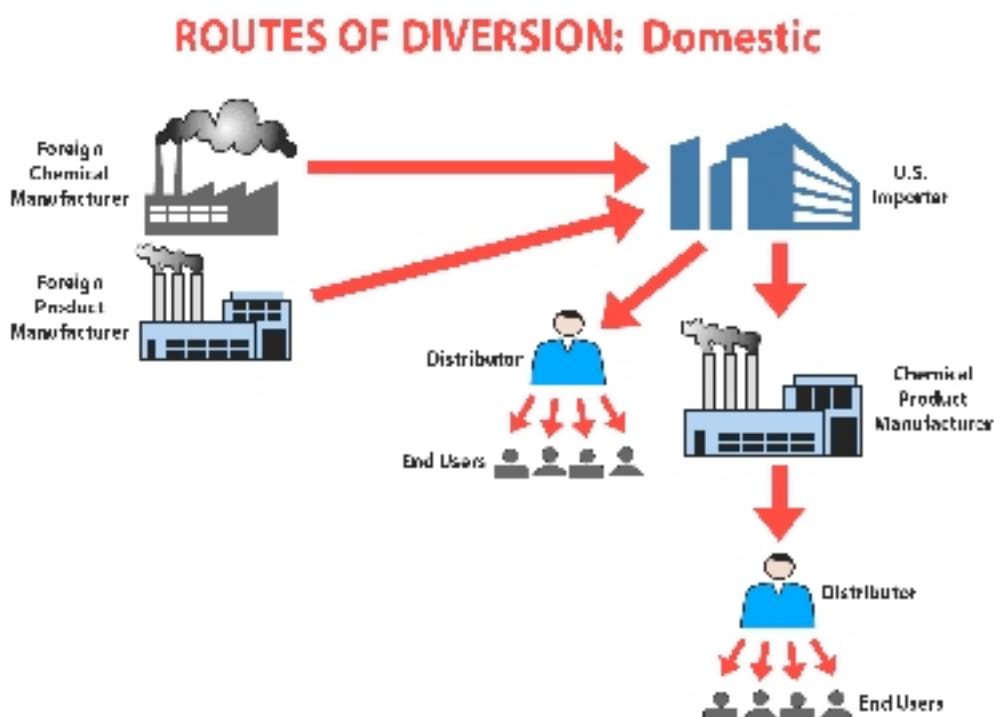 ROUTES OF DIVERSION: Domestic
Foreign
Chemical
Manufacturer
U.S.
Importer
Foreign
Product
Manufacturer
Distributor
Chemical
Product
Manufacturer
End Users
Distributor
End Users